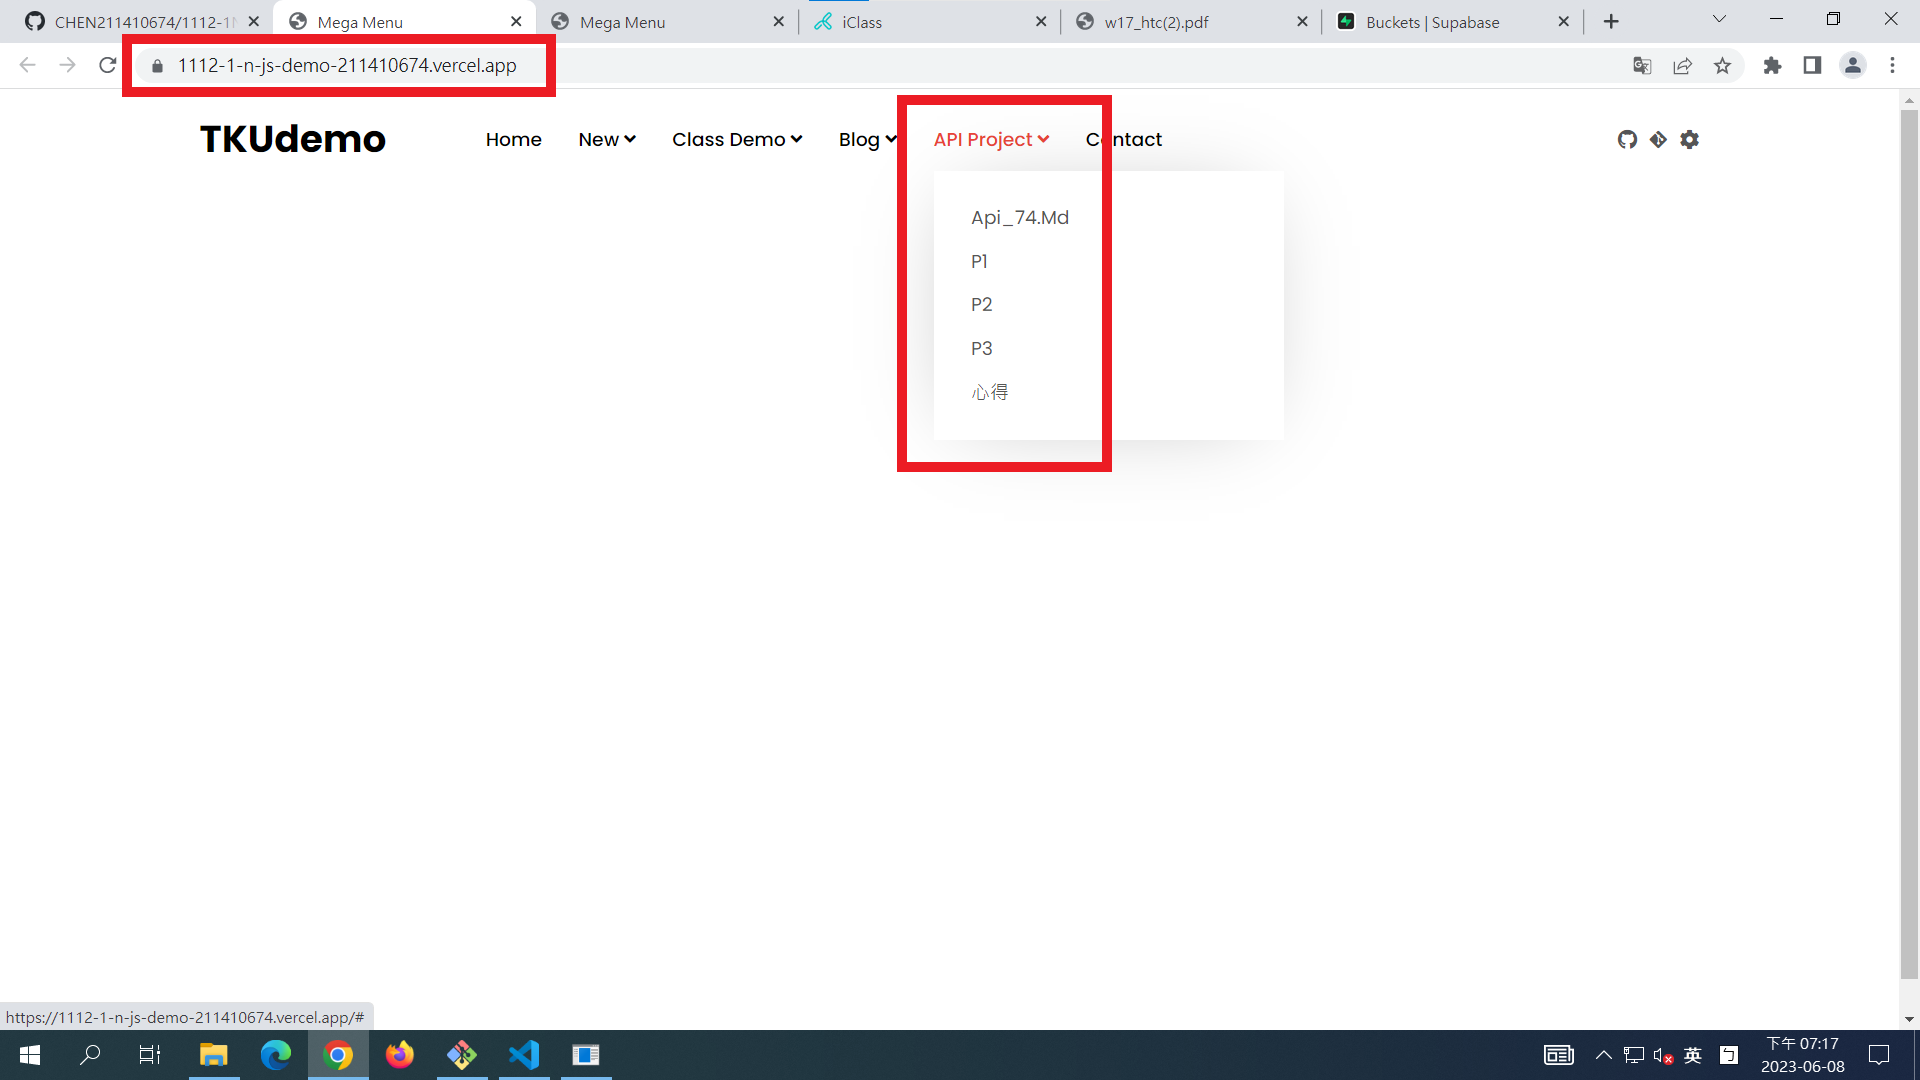 CHEN211410674/1112-1
Mega Menu
Mega Menu
iClass
w17_htc(2).pdf
Buckets | Supabase
1112-1-n-js-demo-211410674.vercel.app
TKUdemo
Home
New
Class Demo
Blog
API Project
Contact
Api_74.Md
P1
P2
P3
心得
https://1112-1-n-js-demo-211410674.vercel.app/#
英
下午 07:17
2023-06-08